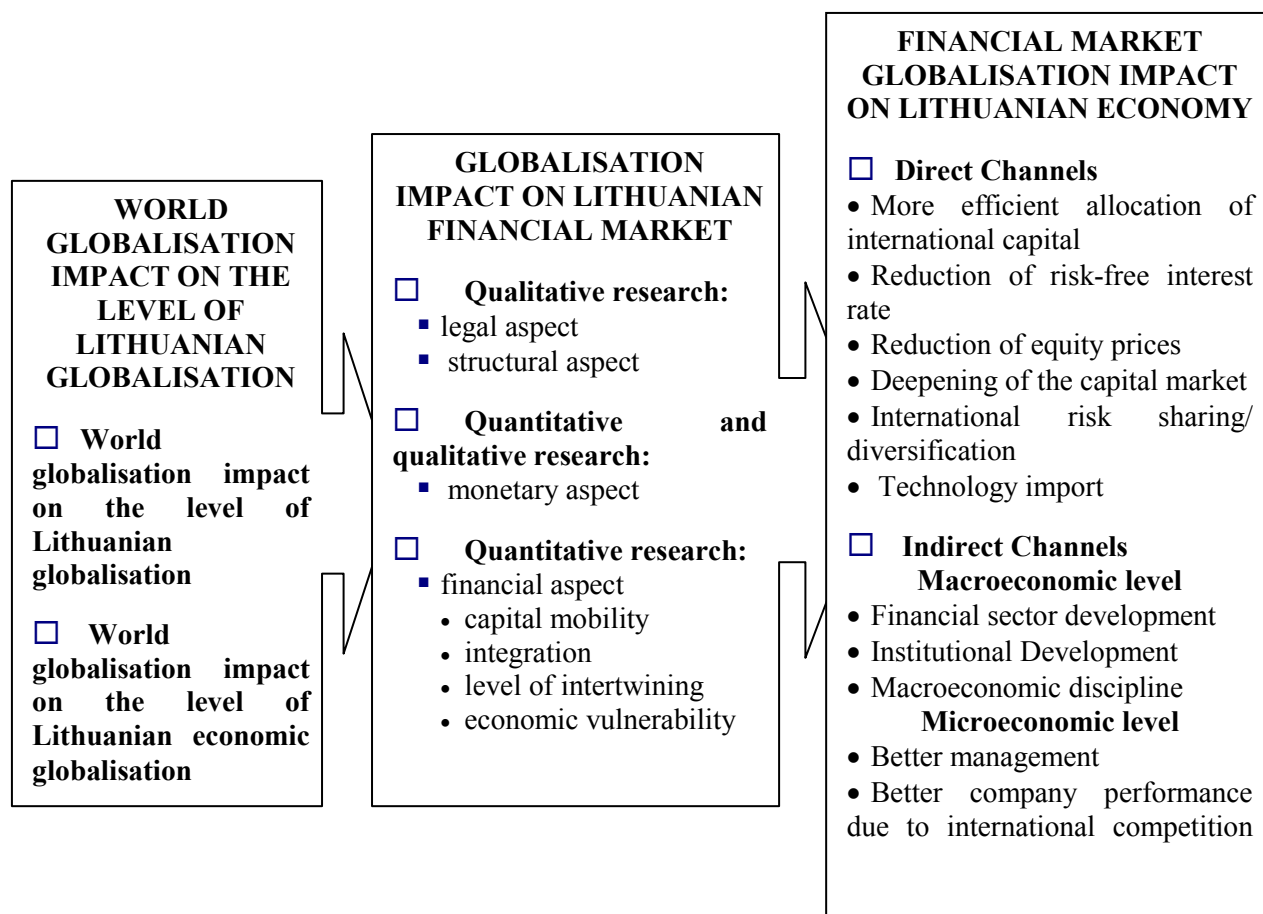 WORLD
GLOBALISATION
IMPACT ON THE
LEVEL OF
LITHUANIAN
GLOBALISATION
☐ World
globalisation impact
on the level of
Lithuanian
globalisation
☐ World
globalisation impact
on the level of
Lithuanian economic
globalisation
GLOBALISATION
IMPACT ON LITHUANIAN
FINANCIAL MARKET
☐ Qualitative research:
▪ legal aspect
▪ structural aspect
☐ Quantitative and
qualitative research:
▪ monetary aspect
☐ Quantitative research:
▪ financial aspect
• capital mobility
• integration
• level of intertwining
• economic vulnerability
FINANCIAL MARKET
GLOBALISATION IMPACT
ON LITHUANIAN ECONOMY
☐ Direct Channels
• More efficient allocation of
international capital
• Reduction of risk-free interest
rate
• Reduction of equity prices
• Deepening of the capital market
• International risk sharing/
diversification
• Technology import
☐ Indirect Channels
Macroeconomic level
• Financial sector development
• Institutional Development
• Macroeconomic discipline
Microeconomic level
• Better management
• Better company performance
due to international competition